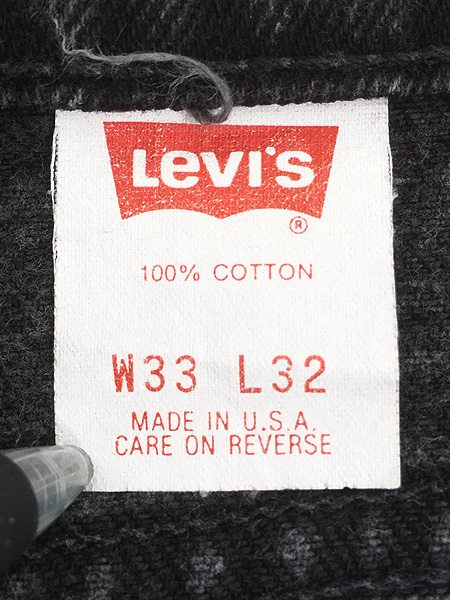 Levi's
®
100% COTTON
W33 L32
MADE IN U.S.A.
CARE ON REVERSE